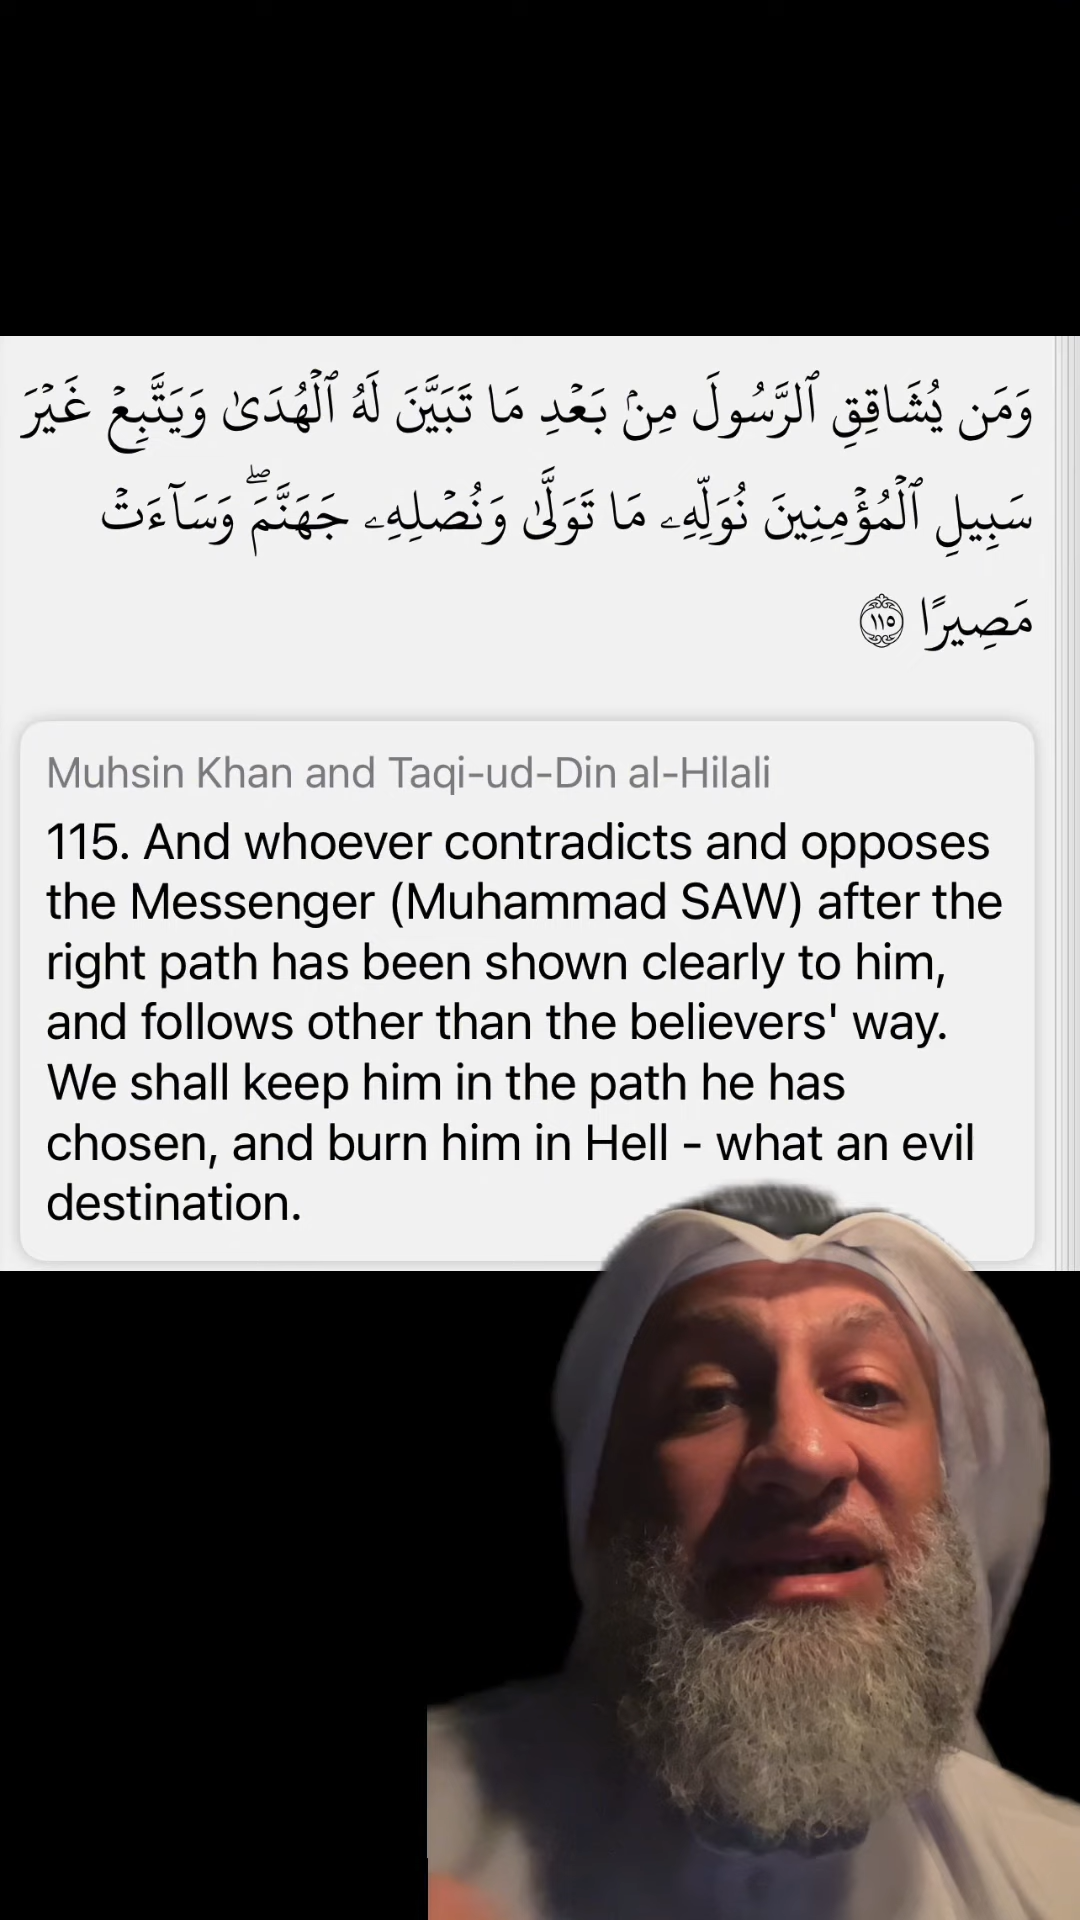 وَمَن يُشَاقِقِ ٱلرَّسُولَ مِنۢ بَعْدِ مَا تَبَيَّنَ لَهُ ٱلْهُدَىٰ وَيَتَّبِعْ غَيْرَ
سَبِيلِ ٱلْمُؤْمِنِينَ نُوَلِّهِۦ مَا تَوَلَّىٰ وَنُصْلِهِۦ جَهَنَّمَ ۖ وَسَآءَتْ
مَصِيرًا ١١٥
Muhsin Khan and Taqi-ud-Din al-Hilali
115. And whoever contradicts and opposes
the Messenger (Muhammad SAW) after the
right path has been shown clearly to him,
and follows other than the believers' way.
We shall keep him in the path he has
chosen, and burn him in Hell - what an evil
destination.